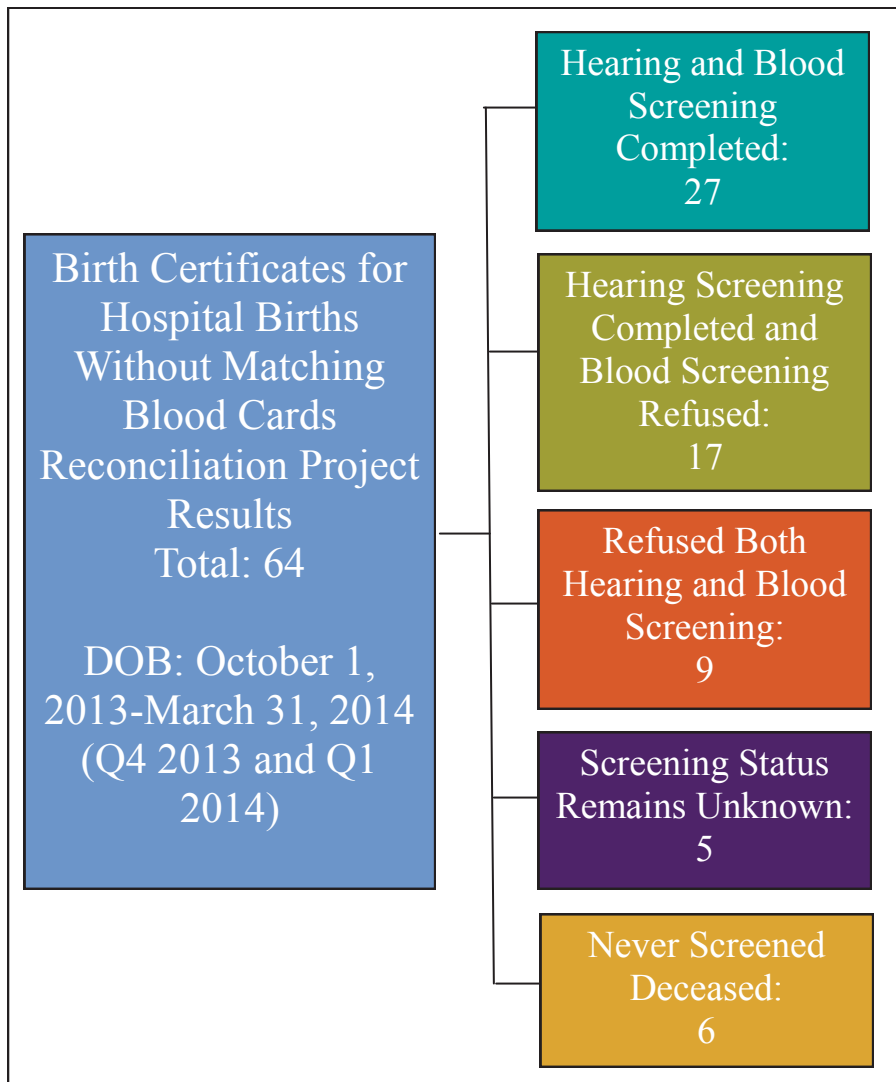 Birth Certificates for
Hospital Births
Without Matching
Blood Cards
Reconciliation Project
Results
Total: 64
DOB: October 1,
2013-March 31, 2014
(Q4 2013 and Q1
2014)
Hearing and Blood
Screening
Completed:
27
Hearing Screening
Completed and
Blood Screening
Refused:
17
Refused Both
Hearing and Blood
Screening:
9
Screening Status
Remains Unknown:
5
Never Screened
Deceased:
6